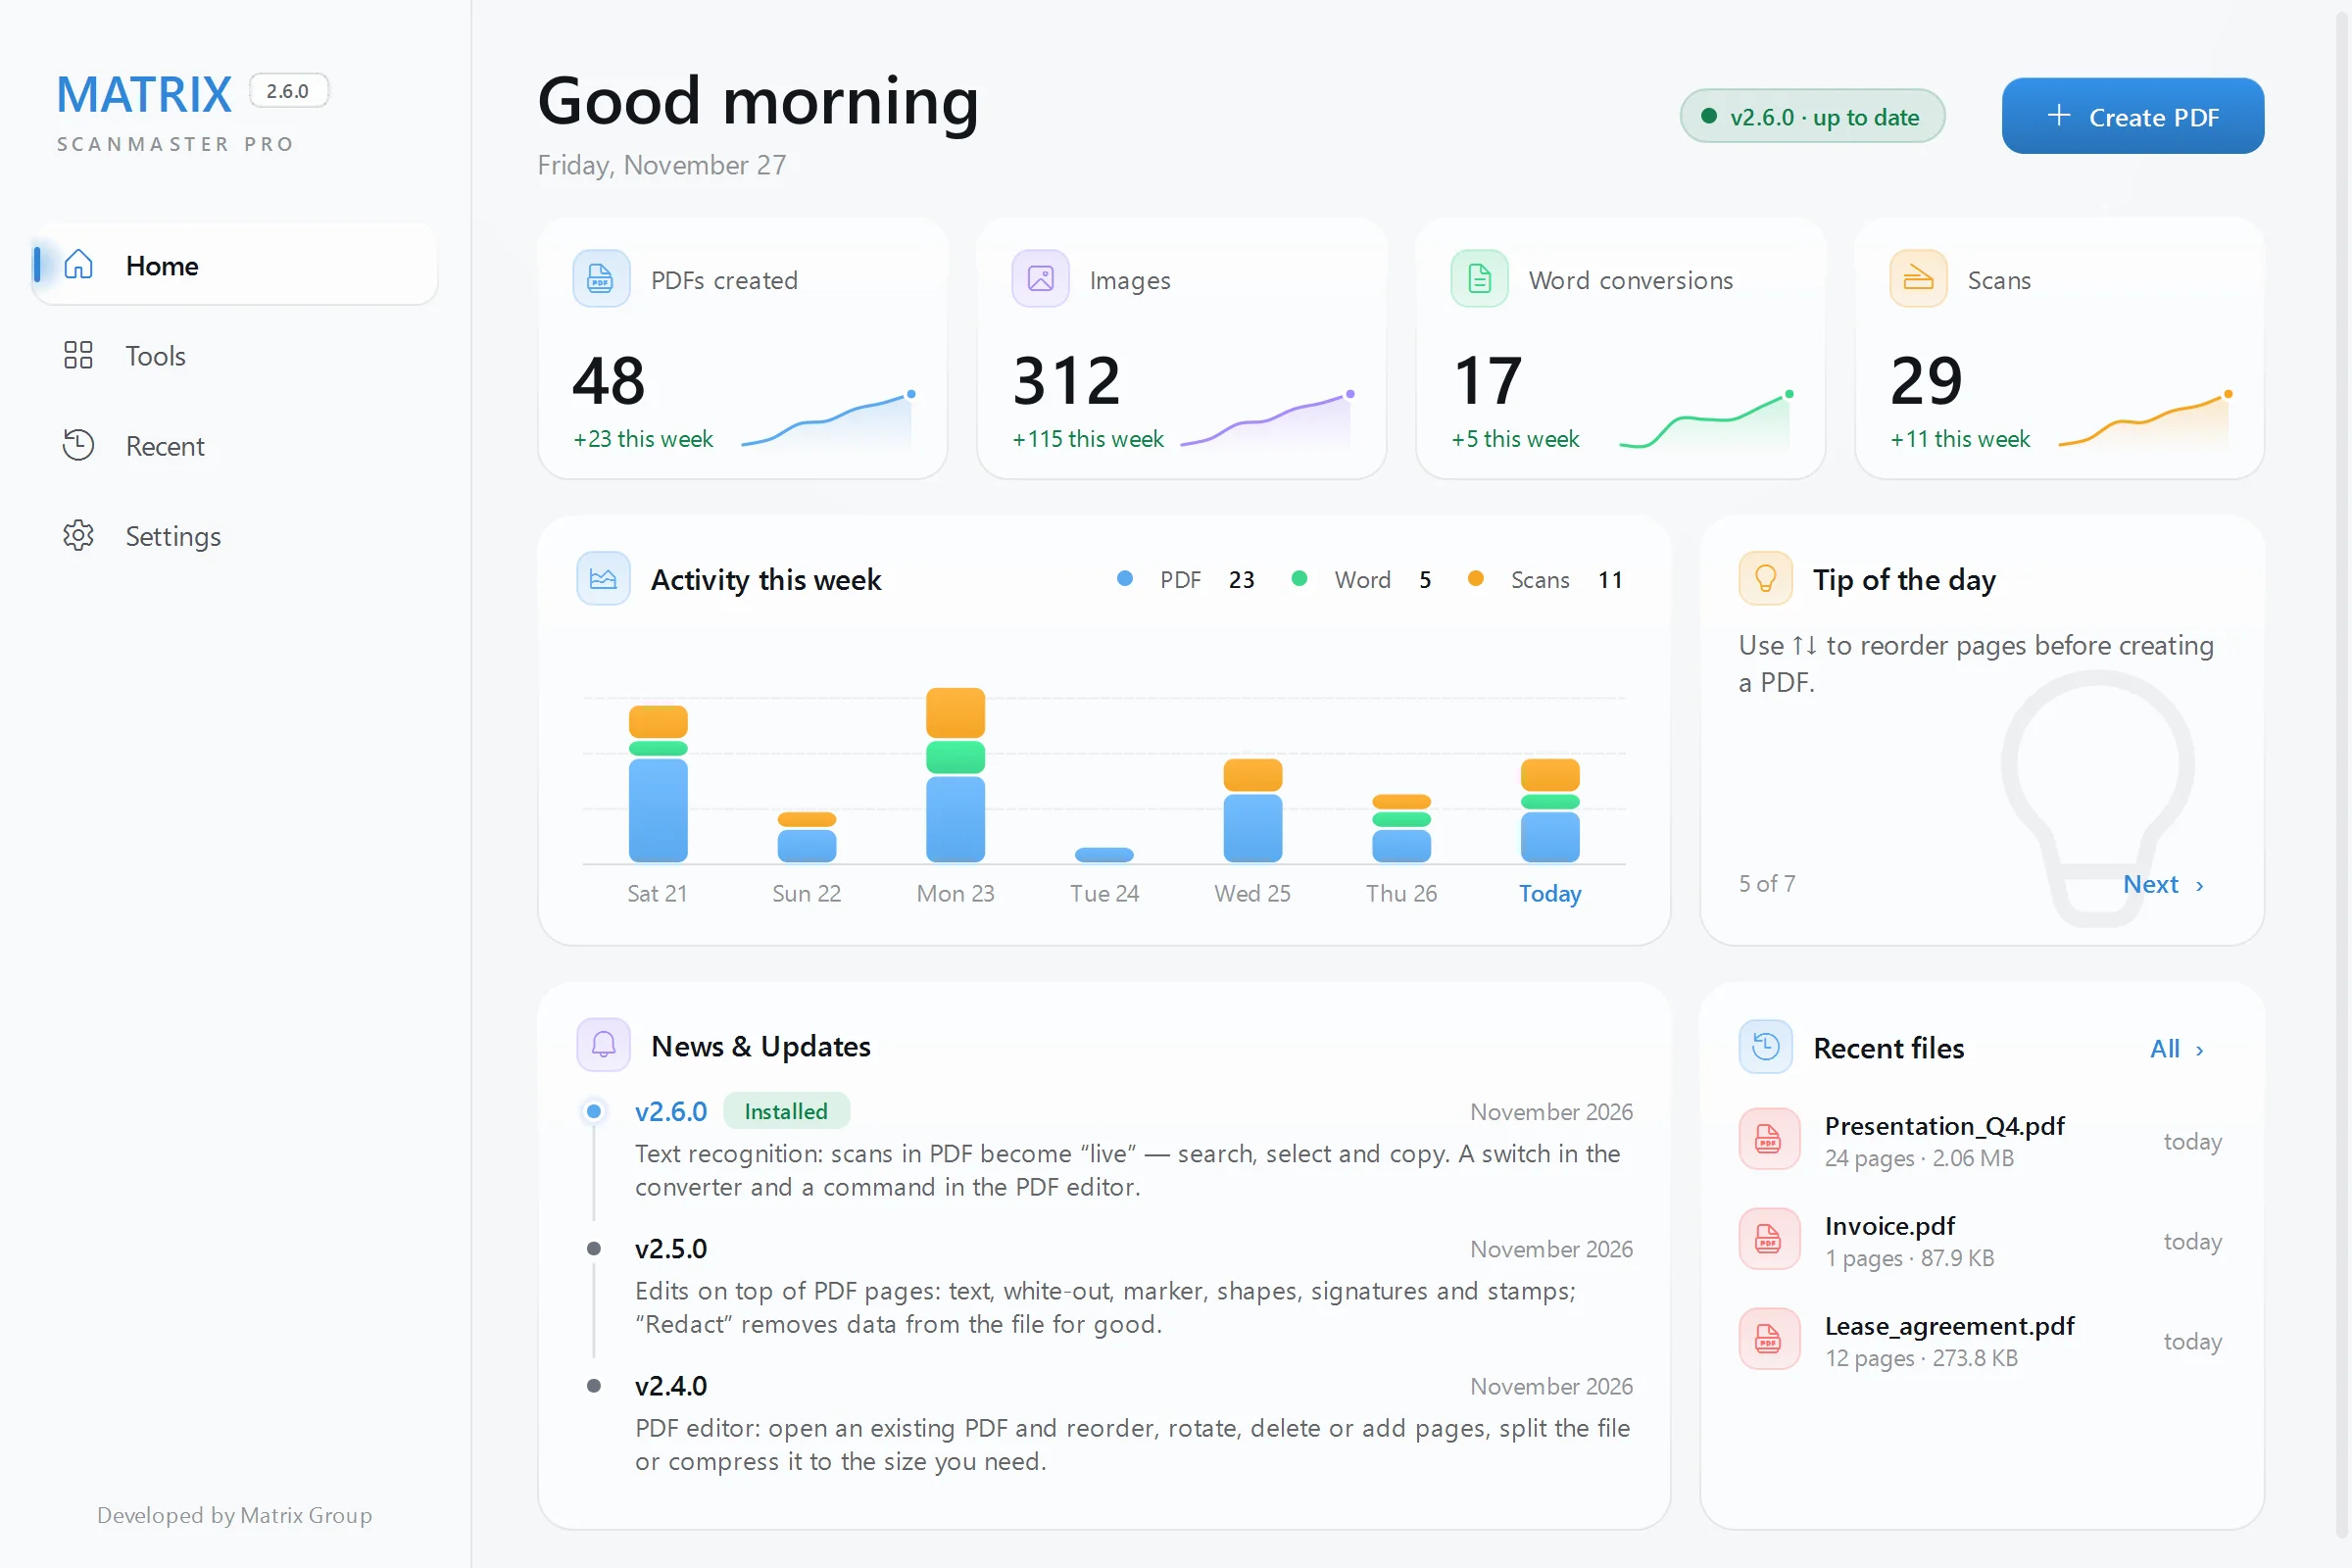 MATRIX 2.6.0
SCANMASTER PRO
Home
Tools
Recent
Settings
Developed by Matrix Group
Good morning
Friday, November 27
v2.6.0 · up to date
Create PDF
PDFs created
48
+23 this week
Images
312
+115 this week
Word conversions
17
+5 this week
Scans
29
+11 this week
Activity this week
PDF 23 Word 5 Scans 11
Sat 21 Sun 22 Mon 23 Tue 24 Wed 25 Thu 26 Today
Tip of the day
Use ↑↓ to reorder pages before creating
a PDF.
5 of 7
Next ›
News & Updates
v2.6.0 Installed November 2026
Text recognition: scans in PDF become “live” — search, select and copy. A switch in the
converter and a command in the PDF editor.
v2.5.0 November 2026
Edits on top of PDF pages: text, white-out, marker, shapes, signatures and stamps;
“Redact” removes data from the file for good.
v2.4.0 November 2026
PDF editor: open an existing PDF and reorder, rotate, delete or add pages, split the file
or compress it to the size you need.
Recent files
All ›
Presentation_Q4.pdf
24 pages · 2.06 MB
today
Invoice.pdf
1 pages · 87.9 KB
today
Lease_agreement.pdf
12 pages · 273.8 KB
today